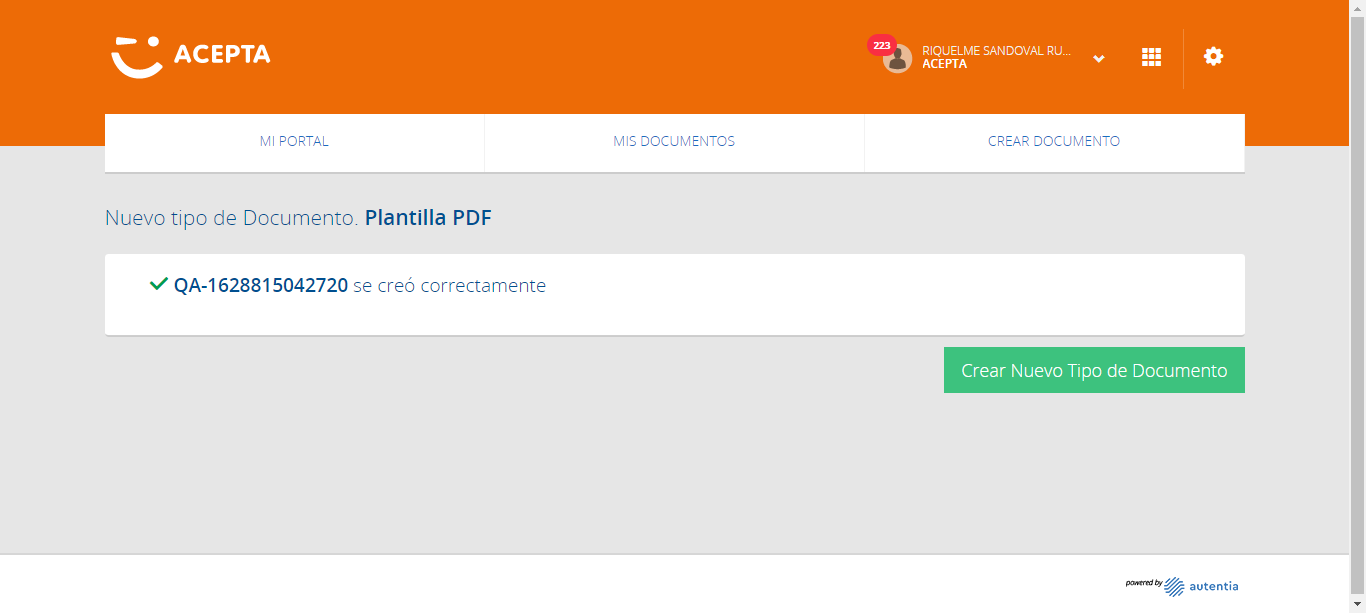 ACEPTA
223
RIQUELME SANDOVAL RU...
ACEPTA
MI PORTAL
MIS DOCUMENTOS
CREAR DOCUMENTO
Nuevo tipo de Documento. Plantilla PDF
QA-1628815042720 se creó correctamente
Crear Nuevo Tipo de Documento
powered by autentia